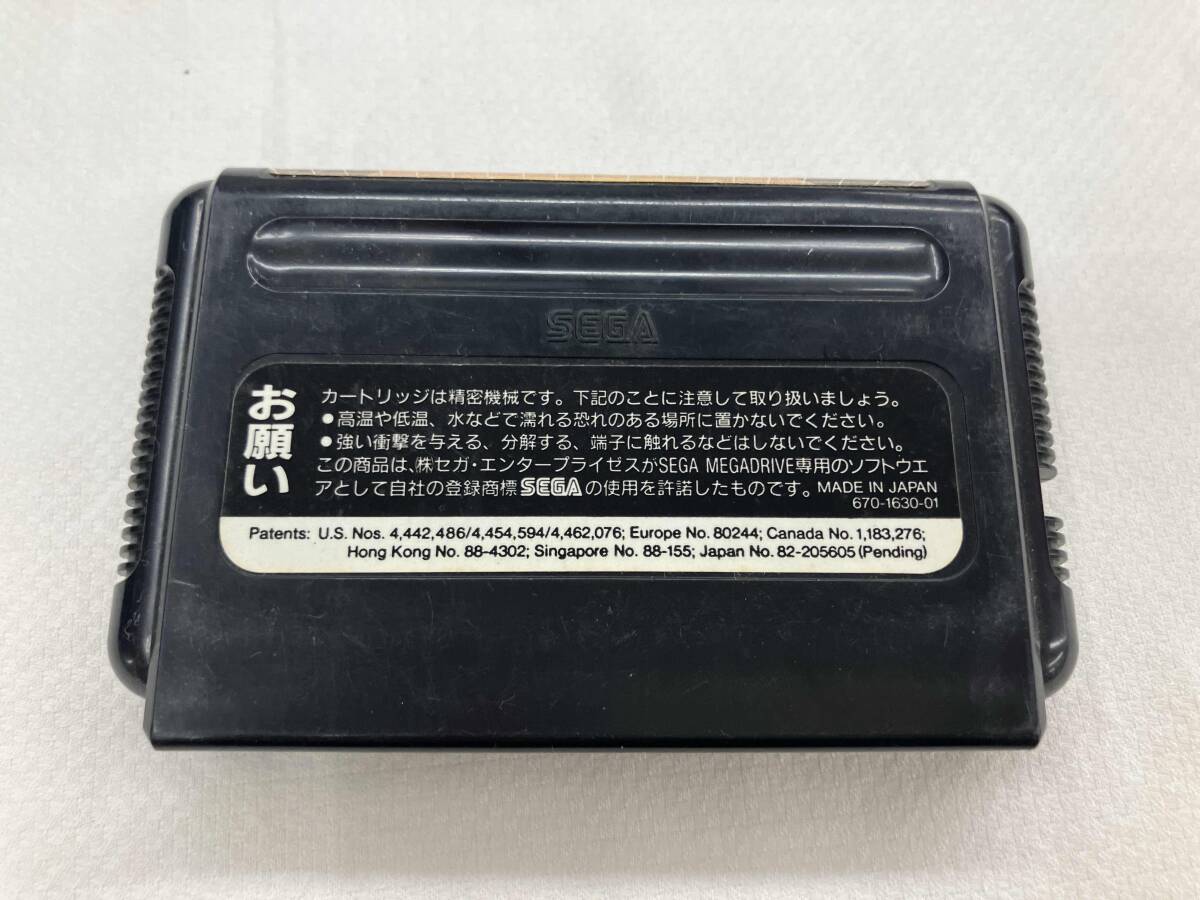 SEGA
お願い
カートリッジは精密機械です。下記のことに注意して取り扱いましょう。
●高温や低温、水などで濡れる恐れのある場所に置かないでください。
●強い衝撃を与える、分解する、端子に触れるなどはしないでください。
この商品は、㈱セガ・エンタープライゼスがSEGA MEGADRIVE専用のソフトウエ
アとして自社の登録商標SEGAの使用を許諾したものです。MADE IN JAPAN
670-1630-01
Patents: U.S. Nos. 4,442,486/4,454,594/4,462,076; Europe No. 80244; Canada No. 1,183,276;
Hong Kong No. 88-4302; Singapore No. 88-155; Japan No. 82-205605 (Pending)